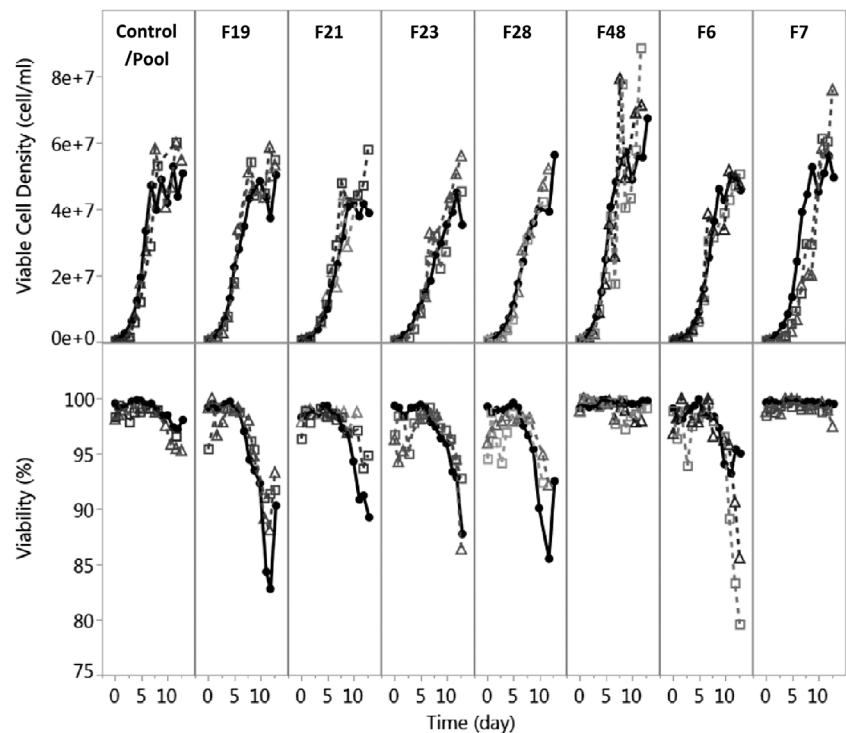 Control
/Pool
F19
F21
F23
F28
F48
F6
F7
Viable Cell Density (cell/ml)
8e+7
6e+7
4e+7
2e+7
0e+0
Viability (%)
100
95
90
85
80
75
0 5 10 0 5 10 0 5 10 0 5 10 0 5 10 0 5 10 0 5 10 0 5 10
Time (day)